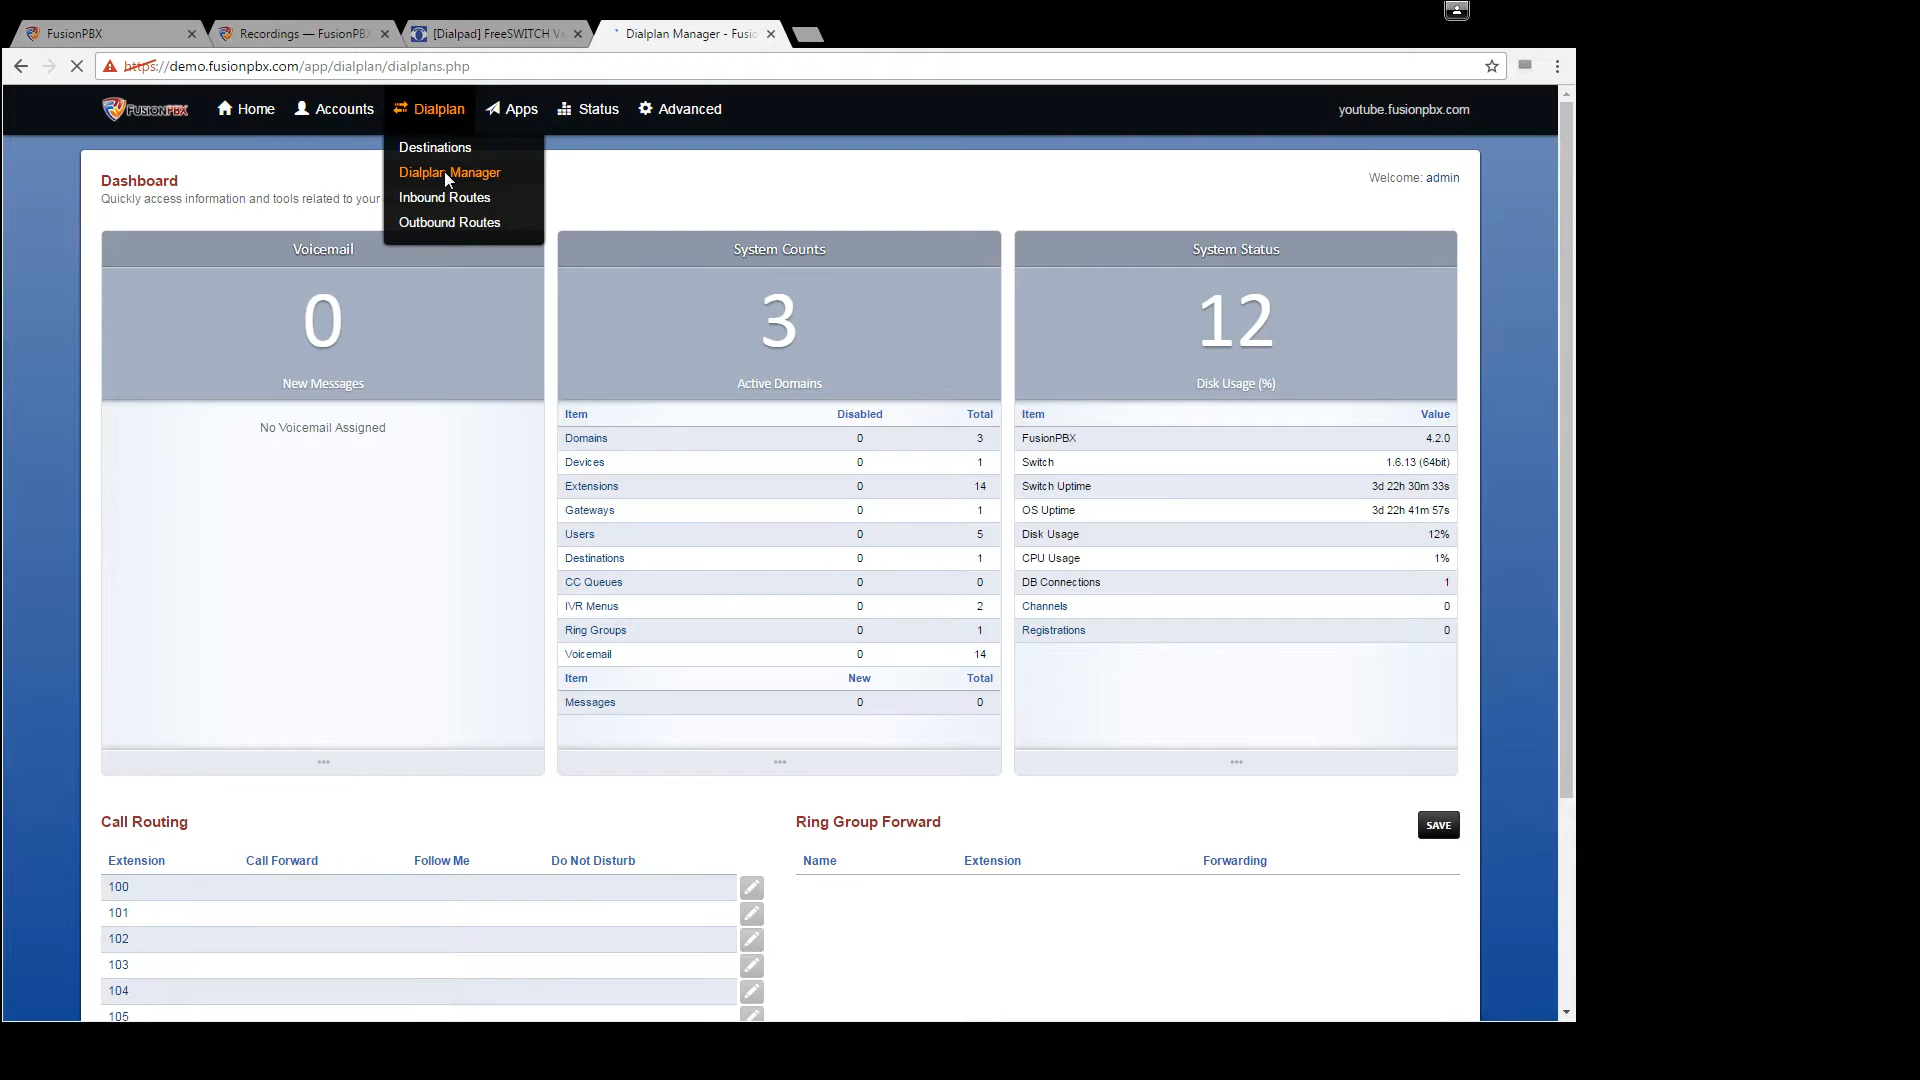 FusionPBX
Recordings — FusionPB
[Dialpad] FreeSWITCH Ve
Dialplan Manager - Fusio
https://demo.fusionpbx.com/app/dialplan/dialplans.php
FUSIONPBX
Home
Accounts
Dialplan
Apps
Status
Advanced
youtube.fusionpbx.com
Destinations
Dialplan Manager
Inbound Routes
Outbound Routes
Dashboard
Quickly access information and tools related to your
Welcome: admin
Voicemail
0
New Messages
No Voicemail Assigned
System Counts
3
Active Domains
Item Disabled Total
Domains 0 3
Devices 0 1
Extensions 0 14
Gateways 0 1
Users 0 5
Destinations 0 1
CC Queues 0 0
IVR Menus 0 2
Ring Groups 0 1
Voicemail 0 14
Item New Total
Messages 0 0
System Status
12
Disk Usage (%)
Item Value
FusionPBX 4.2.0
Switch 1.6.13 (64bit)
Switch Uptime 3d 22h 30m 33s
OS Uptime 3d 22h 41m 57s
Disk Usage 12%
CPU Usage 1%
DB Connections 1
Channels 0
Registrations 0
Call Routing
Extension Call Forward Follow Me Do Not Disturb
100
101
102
103
104
105
Ring Group Forward
SAVE
Name Extension Forwarding